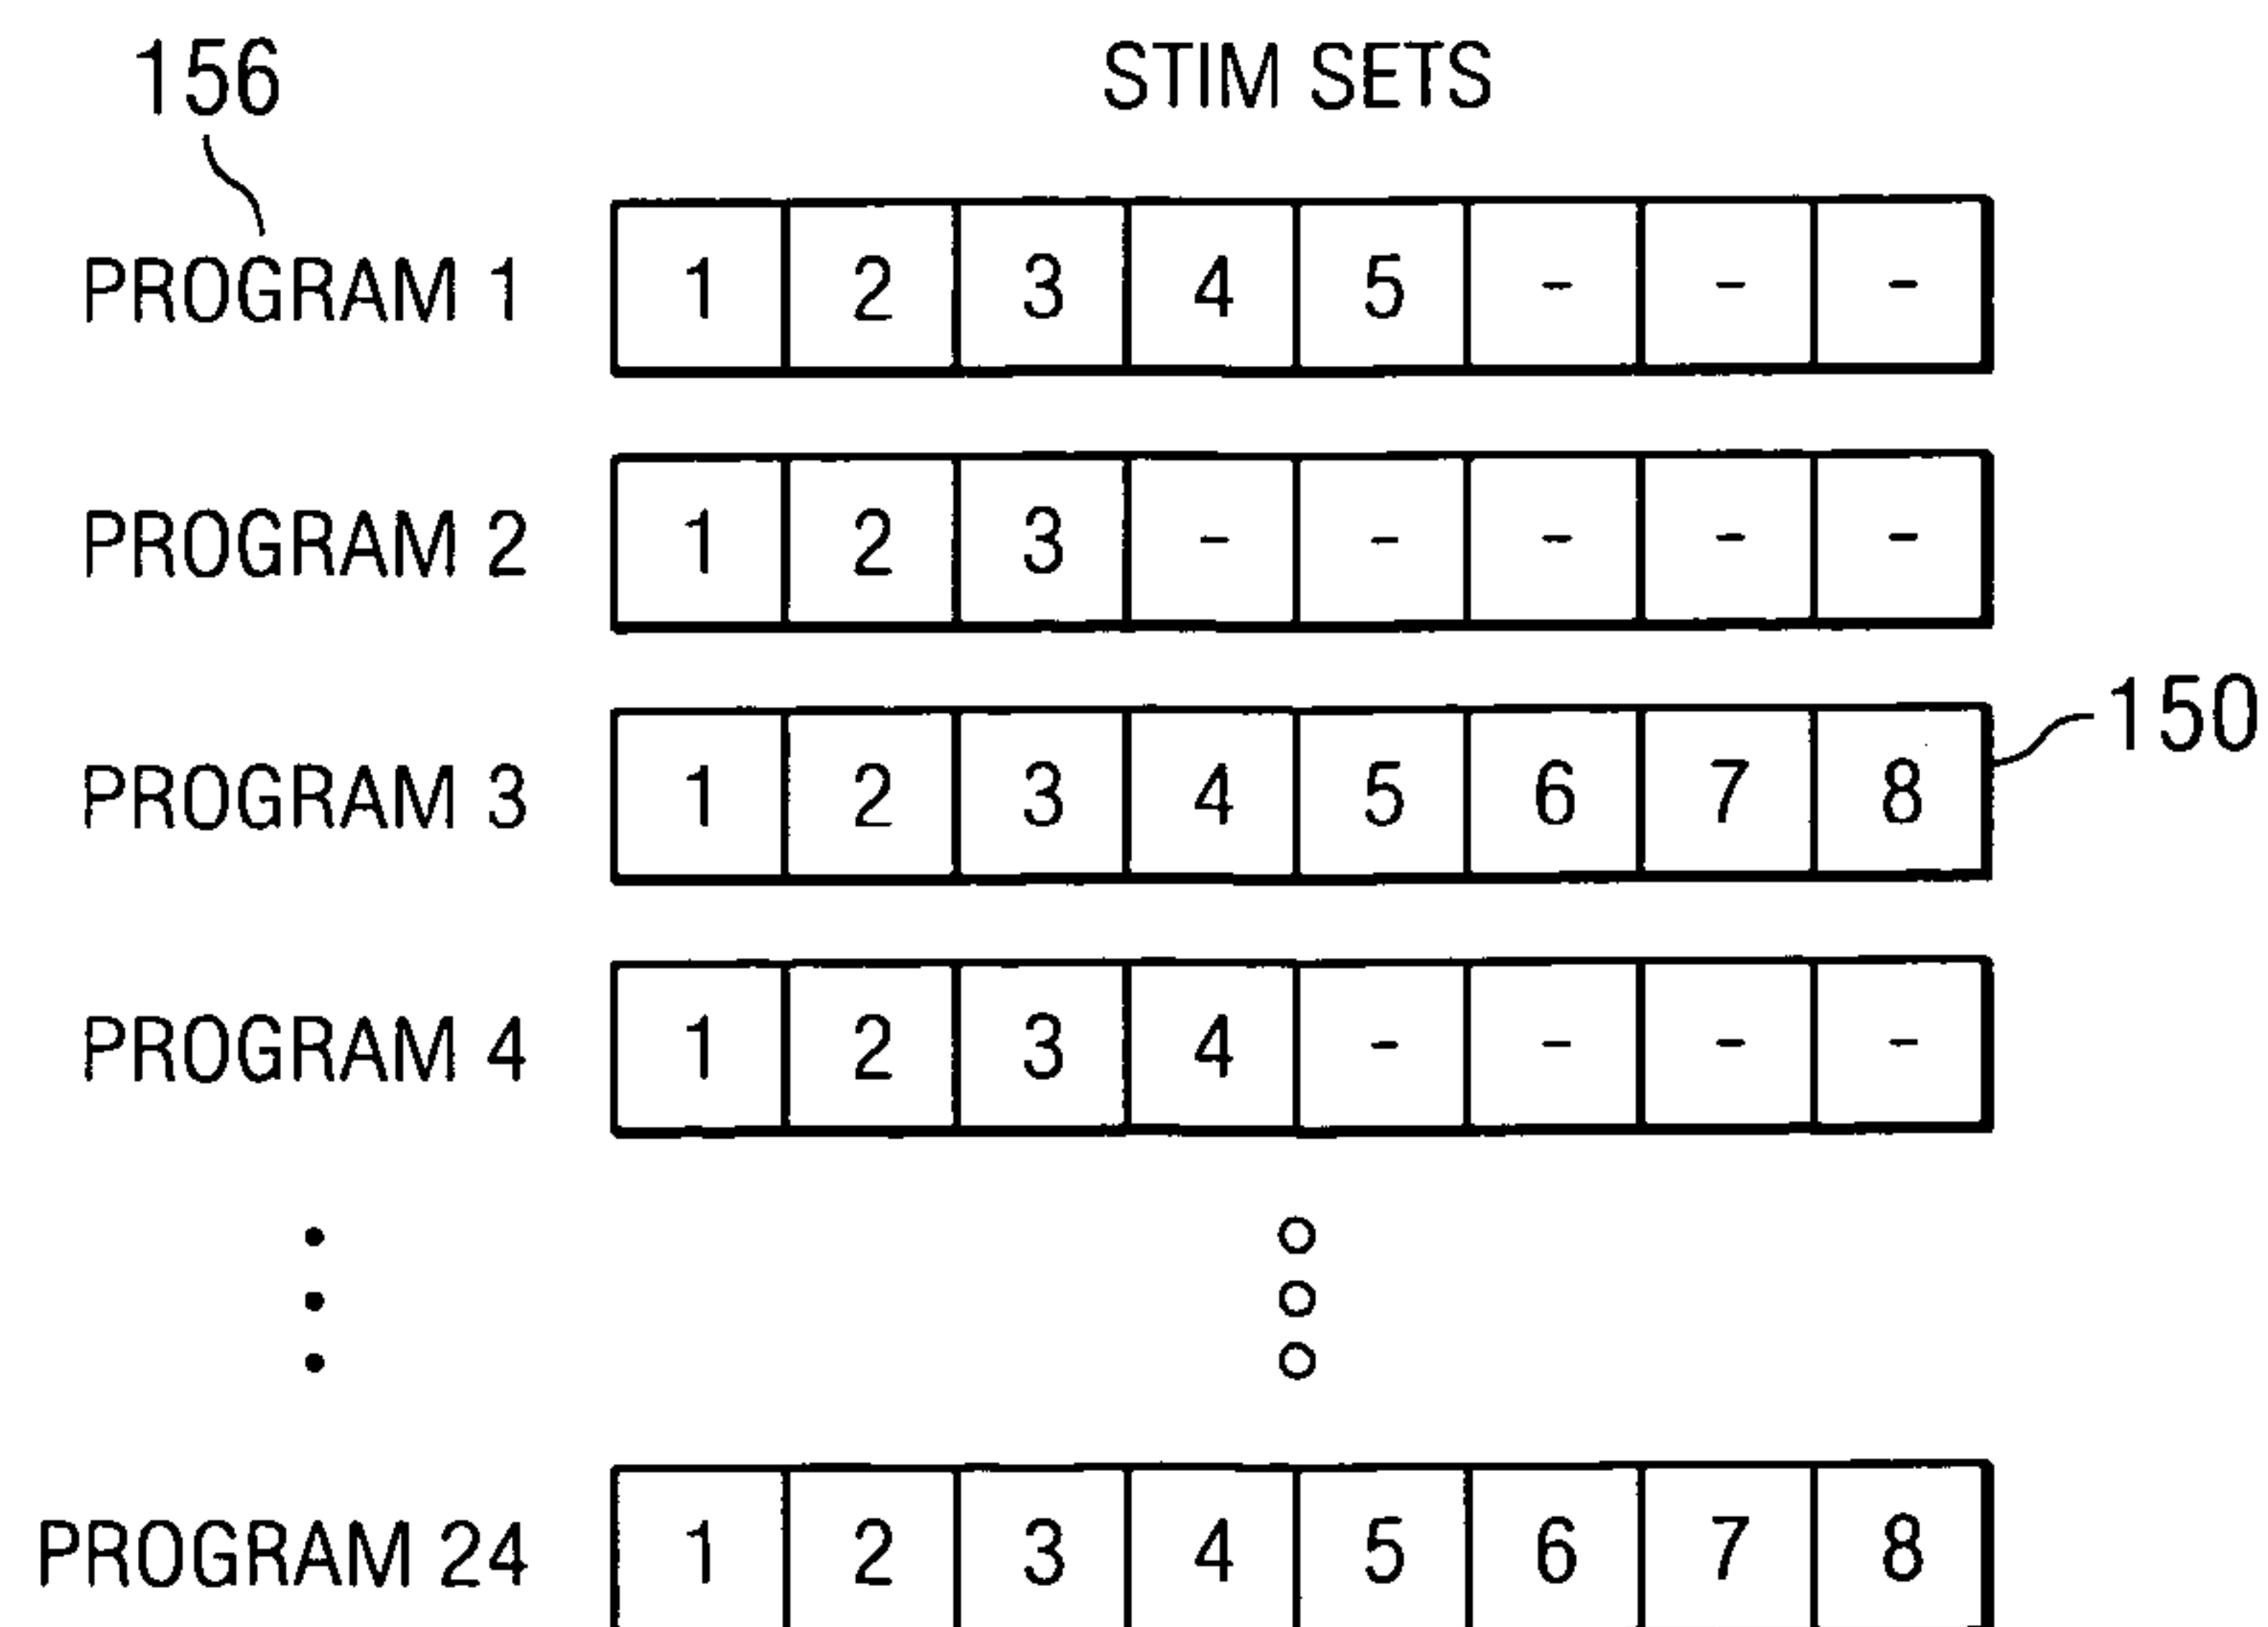 156
STIM SETS
PROGRAM 1 1 2 3 4 5 - - -
PROGRAM 2 1 2 3 - - - - -
150
PROGRAM 3 1 2 3 4 5 6 7 8
PROGRAM 4 1 2 3 4 - - - -
PROGRAM 24 1 2 3 4 5 6 7 8